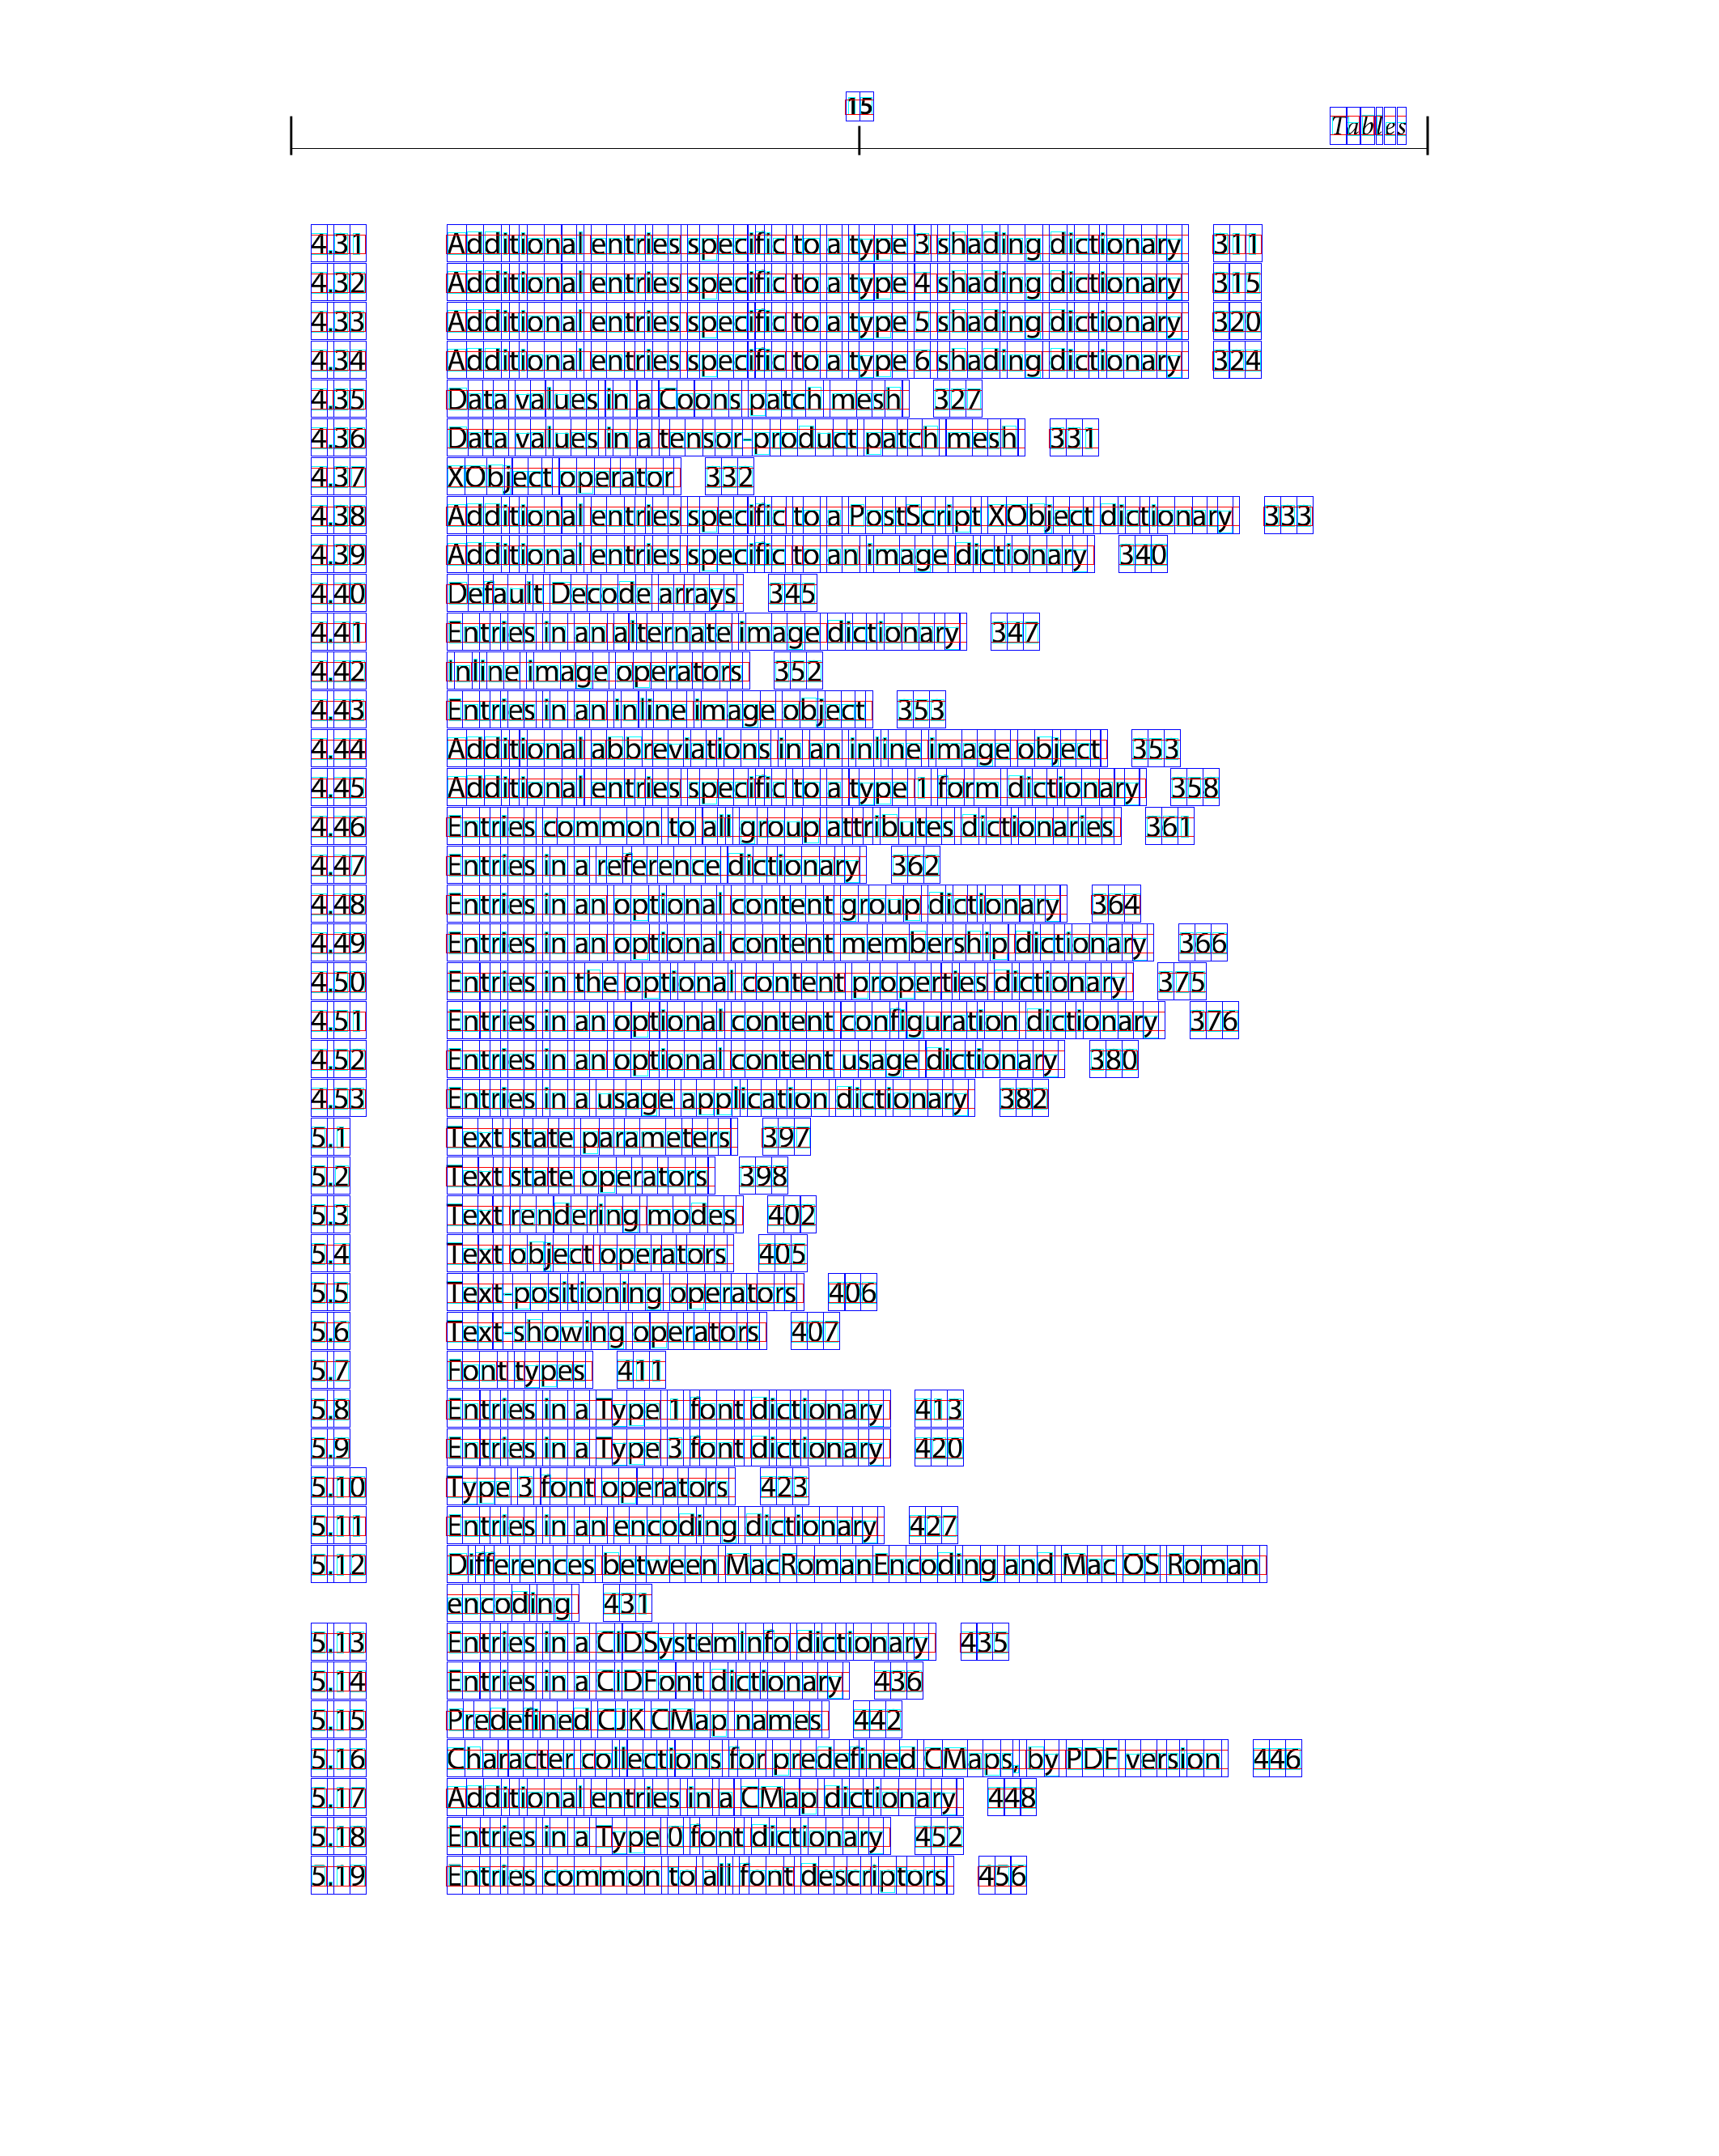 15
Tables
4.31 Additional entries specific to a type 3 shading dictionary 311
4.32 Additional entries specific to a type 4 shading dictionary 315
4.33 Additional entries specific to a type 5 shading dictionary 320
4.34 Additional entries specific to a type 6 shading dictionary 324
4.35 Data values in a Coons patch mesh 327
4.36 Data values in a tensor-product patch mesh 331
4.37 XObject operator 332
4.38 Additional entries specific to a PostScript XObject dictionary 333
4.39 Additional entries specific to an image dictionary 340
4.40 Default Decode arrays 345
4.41 Entries in an alternate image dictionary 347
4.42 Inline image operators 352
4.43 Entries in an inline image object 353
4.44 Additional abbreviations in an inline image object 353
4.45 Additional entries specific to a type 1 form dictionary 358
4.46 Entries common to all group attributes dictionaries 361
4.47 Entries in a reference dictionary 362
4.48 Entries in an optional content group dictionary 364
4.49 Entries in an optional content membership dictionary 366
4.50 Entries in the optional content properties dictionary 375
4.51 Entries in an optional content configuration dictionary 376
4.52 Entries in an optional content usage dictionary 380
4.53 Entries in a usage application dictionary 382
5.1 Text state parameters 397
5.2 Text state operators 398
5.3 Text rendering modes 402
5.4 Text object operators 405
5.5 Text-positioning operators 406
5.6 Text-showing operators 407
5.7 Font types 411
5.8 Entries in a Type 1 font dictionary 413
5.9 Entries in a Type 3 font dictionary 420
5.10 Type 3 font operators 423
5.11 Entries in an encoding dictionary 427
5.12 Differences between MacRomanEncoding and Mac OS Roman
encoding 431
5.13 Entries in a CIDSystemInfo dictionary 435
5.14 Entries in a CIDFont dictionary 436
5.15 Predefined CJK CMap names 442
5.16 Character collections for predefined CMaps, by PDF version 446
5.17 Additional entries in a CMap dictionary 448
5.18 Entries in a Type 0 font dictionary 452
5.19 Entries common to all font descriptors 456